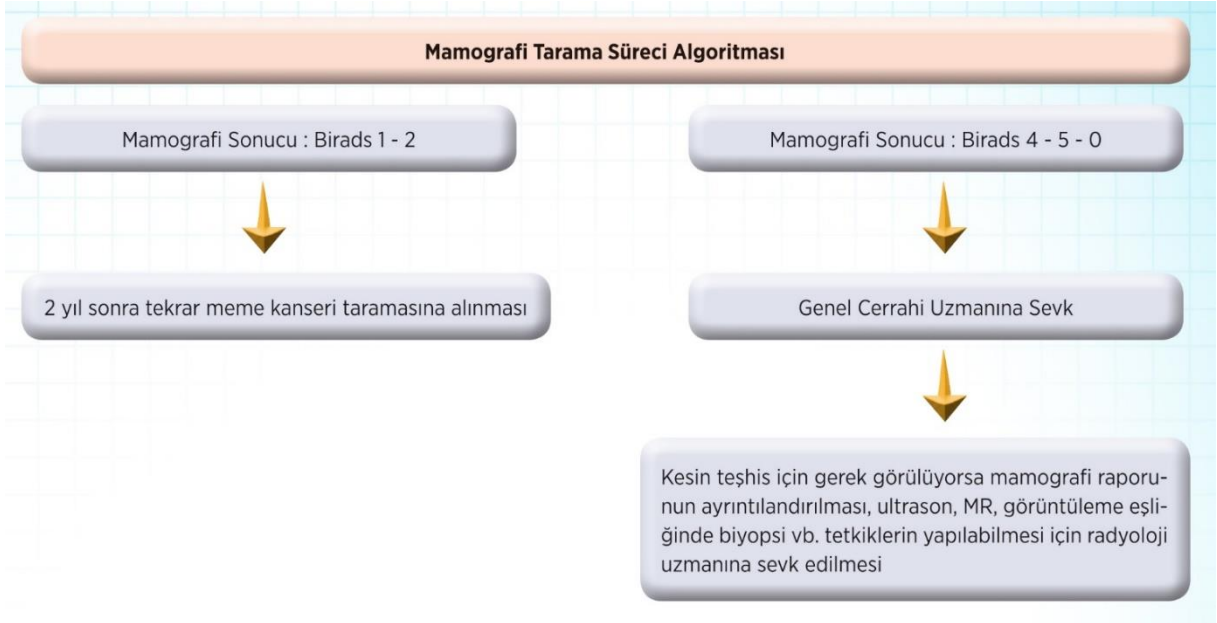 Mamografi Tarama Süreci Algoritması
Mamografi Sonucu : Birads 1 - 2
2 yıl sonra tekrar meme kanseri taramasına alınması
Mamografi Sonucu : Birads 4 - 5 - 0
Genel Cerrahi Uzmanına Sevk
Kesin teşhis için gerek görülüyorsa mamografi raporu-
nun ayrıntılandırılması, ultrason, MR, görüntüleme eşli-
ğinde biyopsi vb. tetkiklerin yapılabilmesi için radyoloji
uzmanına sevk edilmesi